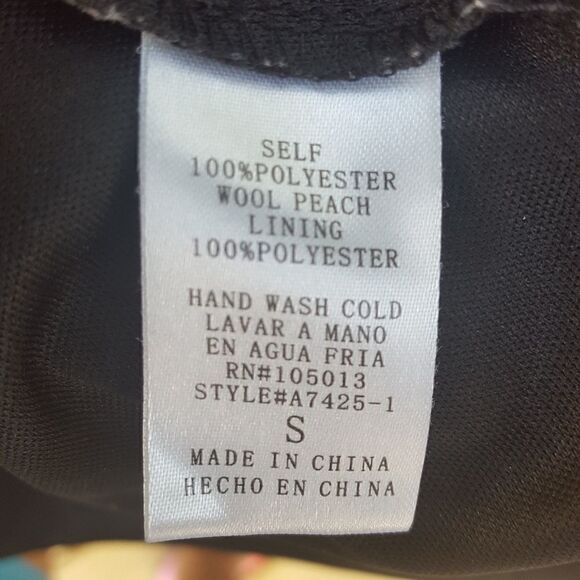 SELF
100%POLYESTER
WOOL PEACH
LINING
100%POLYESTER
HAND WASH COLD
LAVAR A MANO
EN AGUA FRIA
RN#105013
STYLE#A7425-1
S
MADE IN CHINA
HECHO EN CHINA